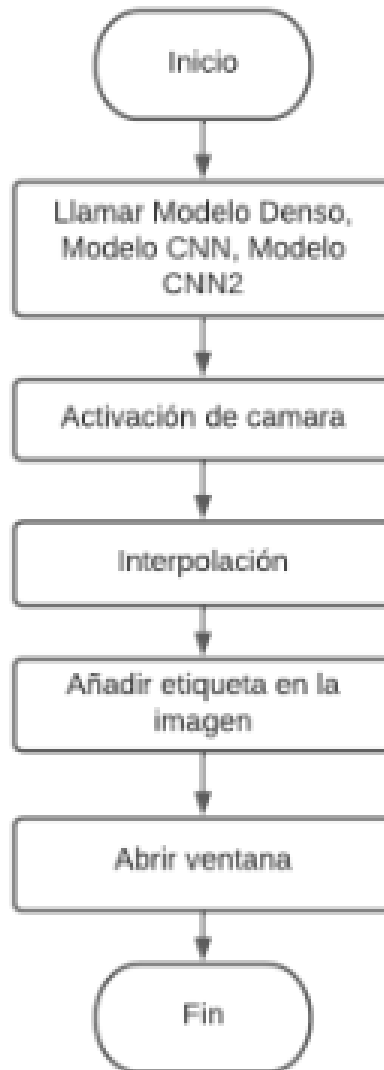 Inicio
Llamar Modelo Denso,
Modelo CNN, Modelo
CNN2
Activación de camara
Interpolación
Añadir etiqueta en la
imagen
Abrir ventana
Fin